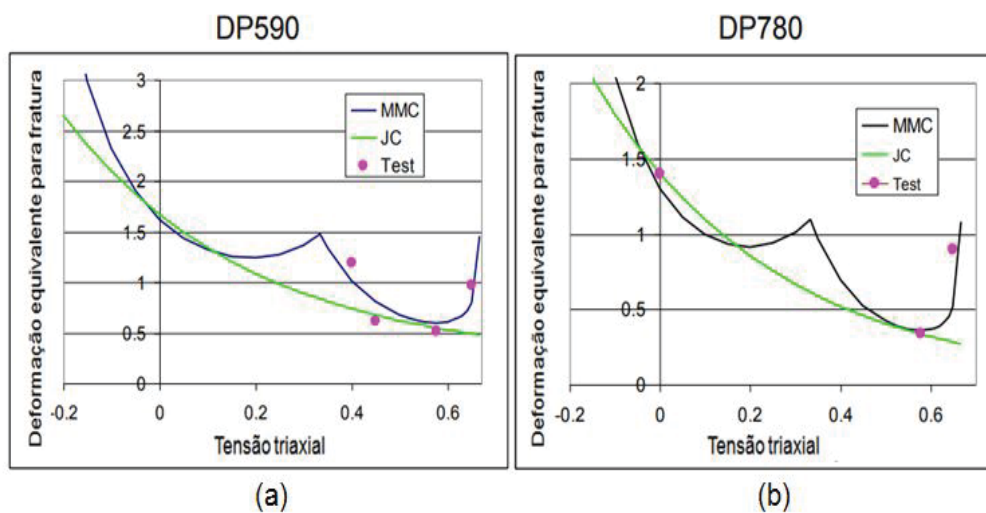 DP590
DP780
Deformação equivalente para fratura
3
2.5
2
1.5
1
0.5
0
-0.2
0
0.2
0.4
0.6
Tensão triaxial
MMC
JC
Test
(a)
Deformação equivalente para fratura
2
1.5
1
0.5
0
-0.2
0
0.2
0.4
0.6
Tensão triaxial
MMC
JC
Test
(b)